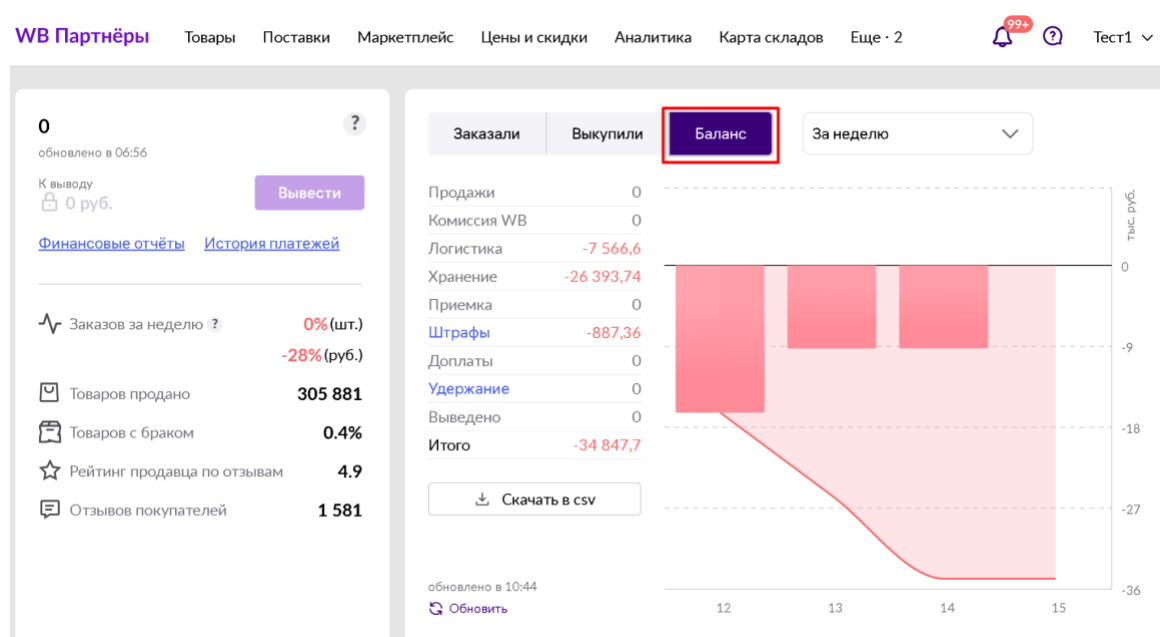 WB Партнёры Товары Поставки Маркетплейс Цены и скидки Аналитика Карта складов Еще · 2 99+ ? Тест1
0 ?
обновлено в 06:56
К выводу
0 руб.
Вывести
Финансовые отчёты История платежей
Заказов за неделю ? 0% (шт.)
-28% (руб.)
Товаров продано 305 881
Товаров с браком 0.4%
Рейтинг продавца по отзывам 4.9
Отзывов покупателей 1 581
Заказали Выкупили Баланс За неделю
Продажи 0
Комиссия WB 0
Логистика -7 566,6
Хранение -26 393,74
Приемка 0
Штрафы -887,36
Доплаты 0
Удержание 0
Выведено 0
Итого -34 847,7
Скачать в csv
обновлено в 10:44
Обновить
тыс. руб.
0
-9
-18
-27
-36
12 13 14 15